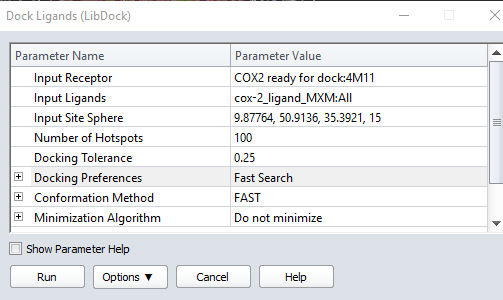 Dock Ligands (LibDock)
Parameter Name Parameter Value
Input Receptor COX2 ready for dock:4M11
Input Ligands cox-2_ligand_MXM:All
Input Site Sphere 9.87764, 50.9136, 35.3921, 15
Number of Hotspots 100
Docking Tolerance 0.25
Docking Preferences Fast Search
Conformation Method FAST
Minimization Algorithm Do not minimize
Show Parameter Help
Run Options ▼ Cancel Help